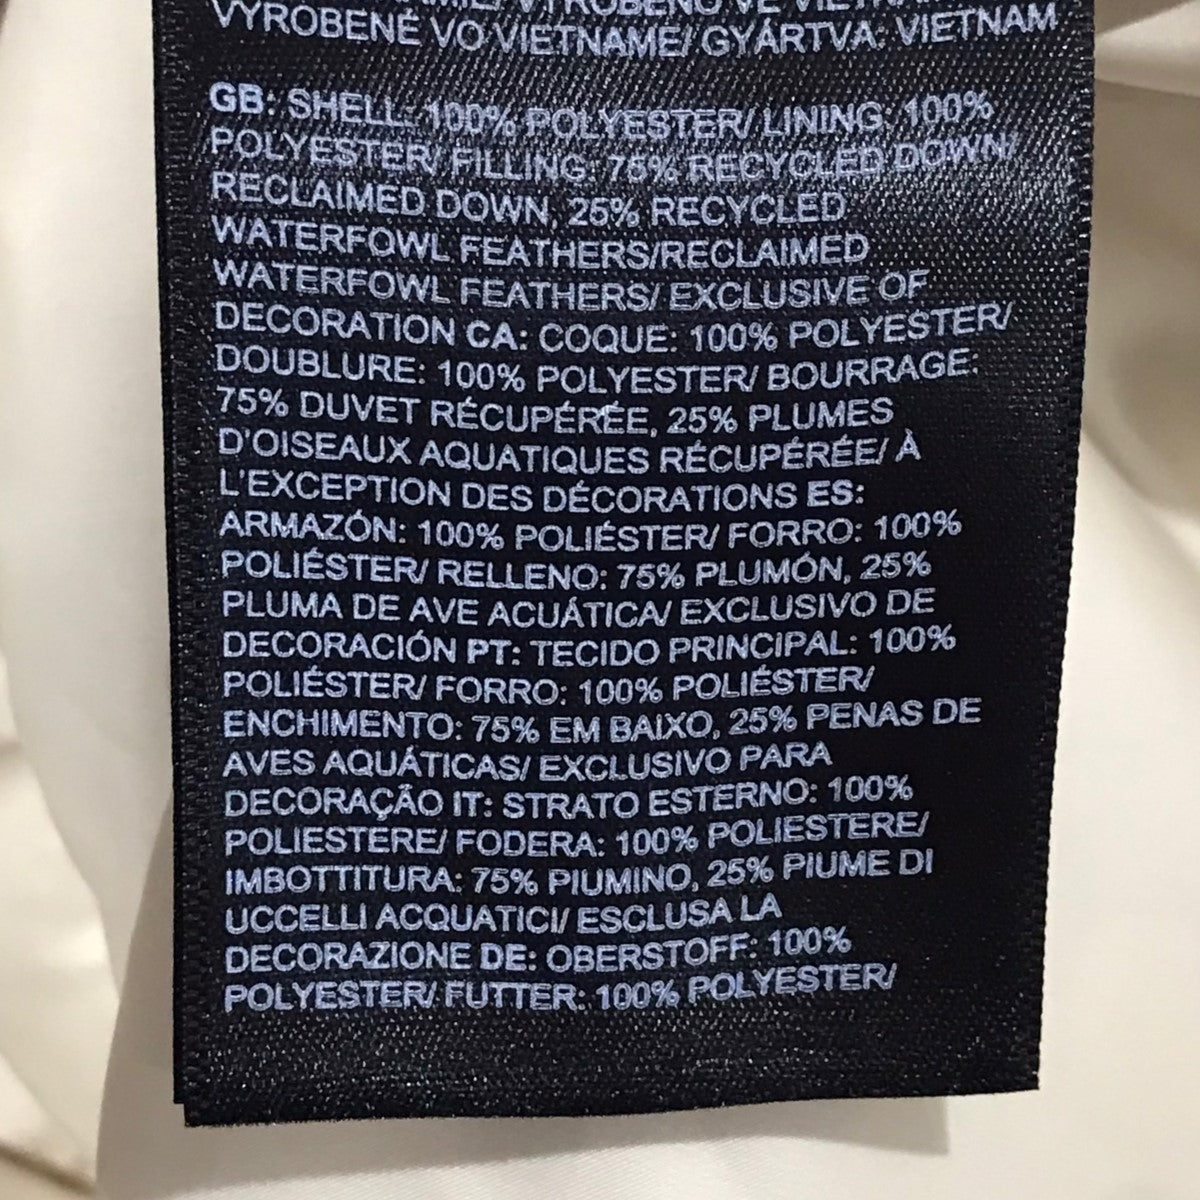 VYROBENÉ VO VIETNAME/ GYÁRTVA: VIETNAM
GB: SHELL: 100% POLYESTER/ LINING: 100%
POLYESTER/ FILLING: 75% RECYCLED DOWN/
RECLAIMED DOWN, 25% RECYCLED
WATERFOWL FEATHERS/RECLAIMED
WATERFOWL FEATHERS/ EXCLUSIVE OF
DECORATION CA: COQUE: 100% POLYESTER/
DOUBLURE: 100% POLYESTER/ BOURRAGE:
75% DUVET RÉCUPÉRÉE, 25% PLUMES
D'OISEAUX AQUATIQUES RÉCUPÉRÉE/ À
L'EXCEPTION DES DÉCORATIONS ES:
ARMAZÓN: 100% POLIÉSTER/ FORRO: 100%
POLIÉSTER/ RELLENO: 75% PLUMÓN, 25%
PLUMA DE AVE ACUÁTICA/ EXCLUSIVO DE
DECORACIÓN PT: TECIDO PRINCIPAL: 100%
POLIÉSTER/ FORRO: 100% POLIÉSTER/
ENCHIMENTO: 75% EM BAIXO, 25% PENAS DE
AVES AQUÁTICAS/ EXCLUSIVO PARA
DECORAÇÃO IT: STRATO ESTERNO: 100%
POLIESTERE/ FODERA: 100% POLIESTERE/
IMBOTTITURA: 75% PIUMINO, 25% PIUME DI
UCCELLI ACQUATICI/ ESCLUSA LA
DECORAZIONE DE: OBERSTOFF: 100%
POLYESTER/ FUTTER: 100% POLYESTER/